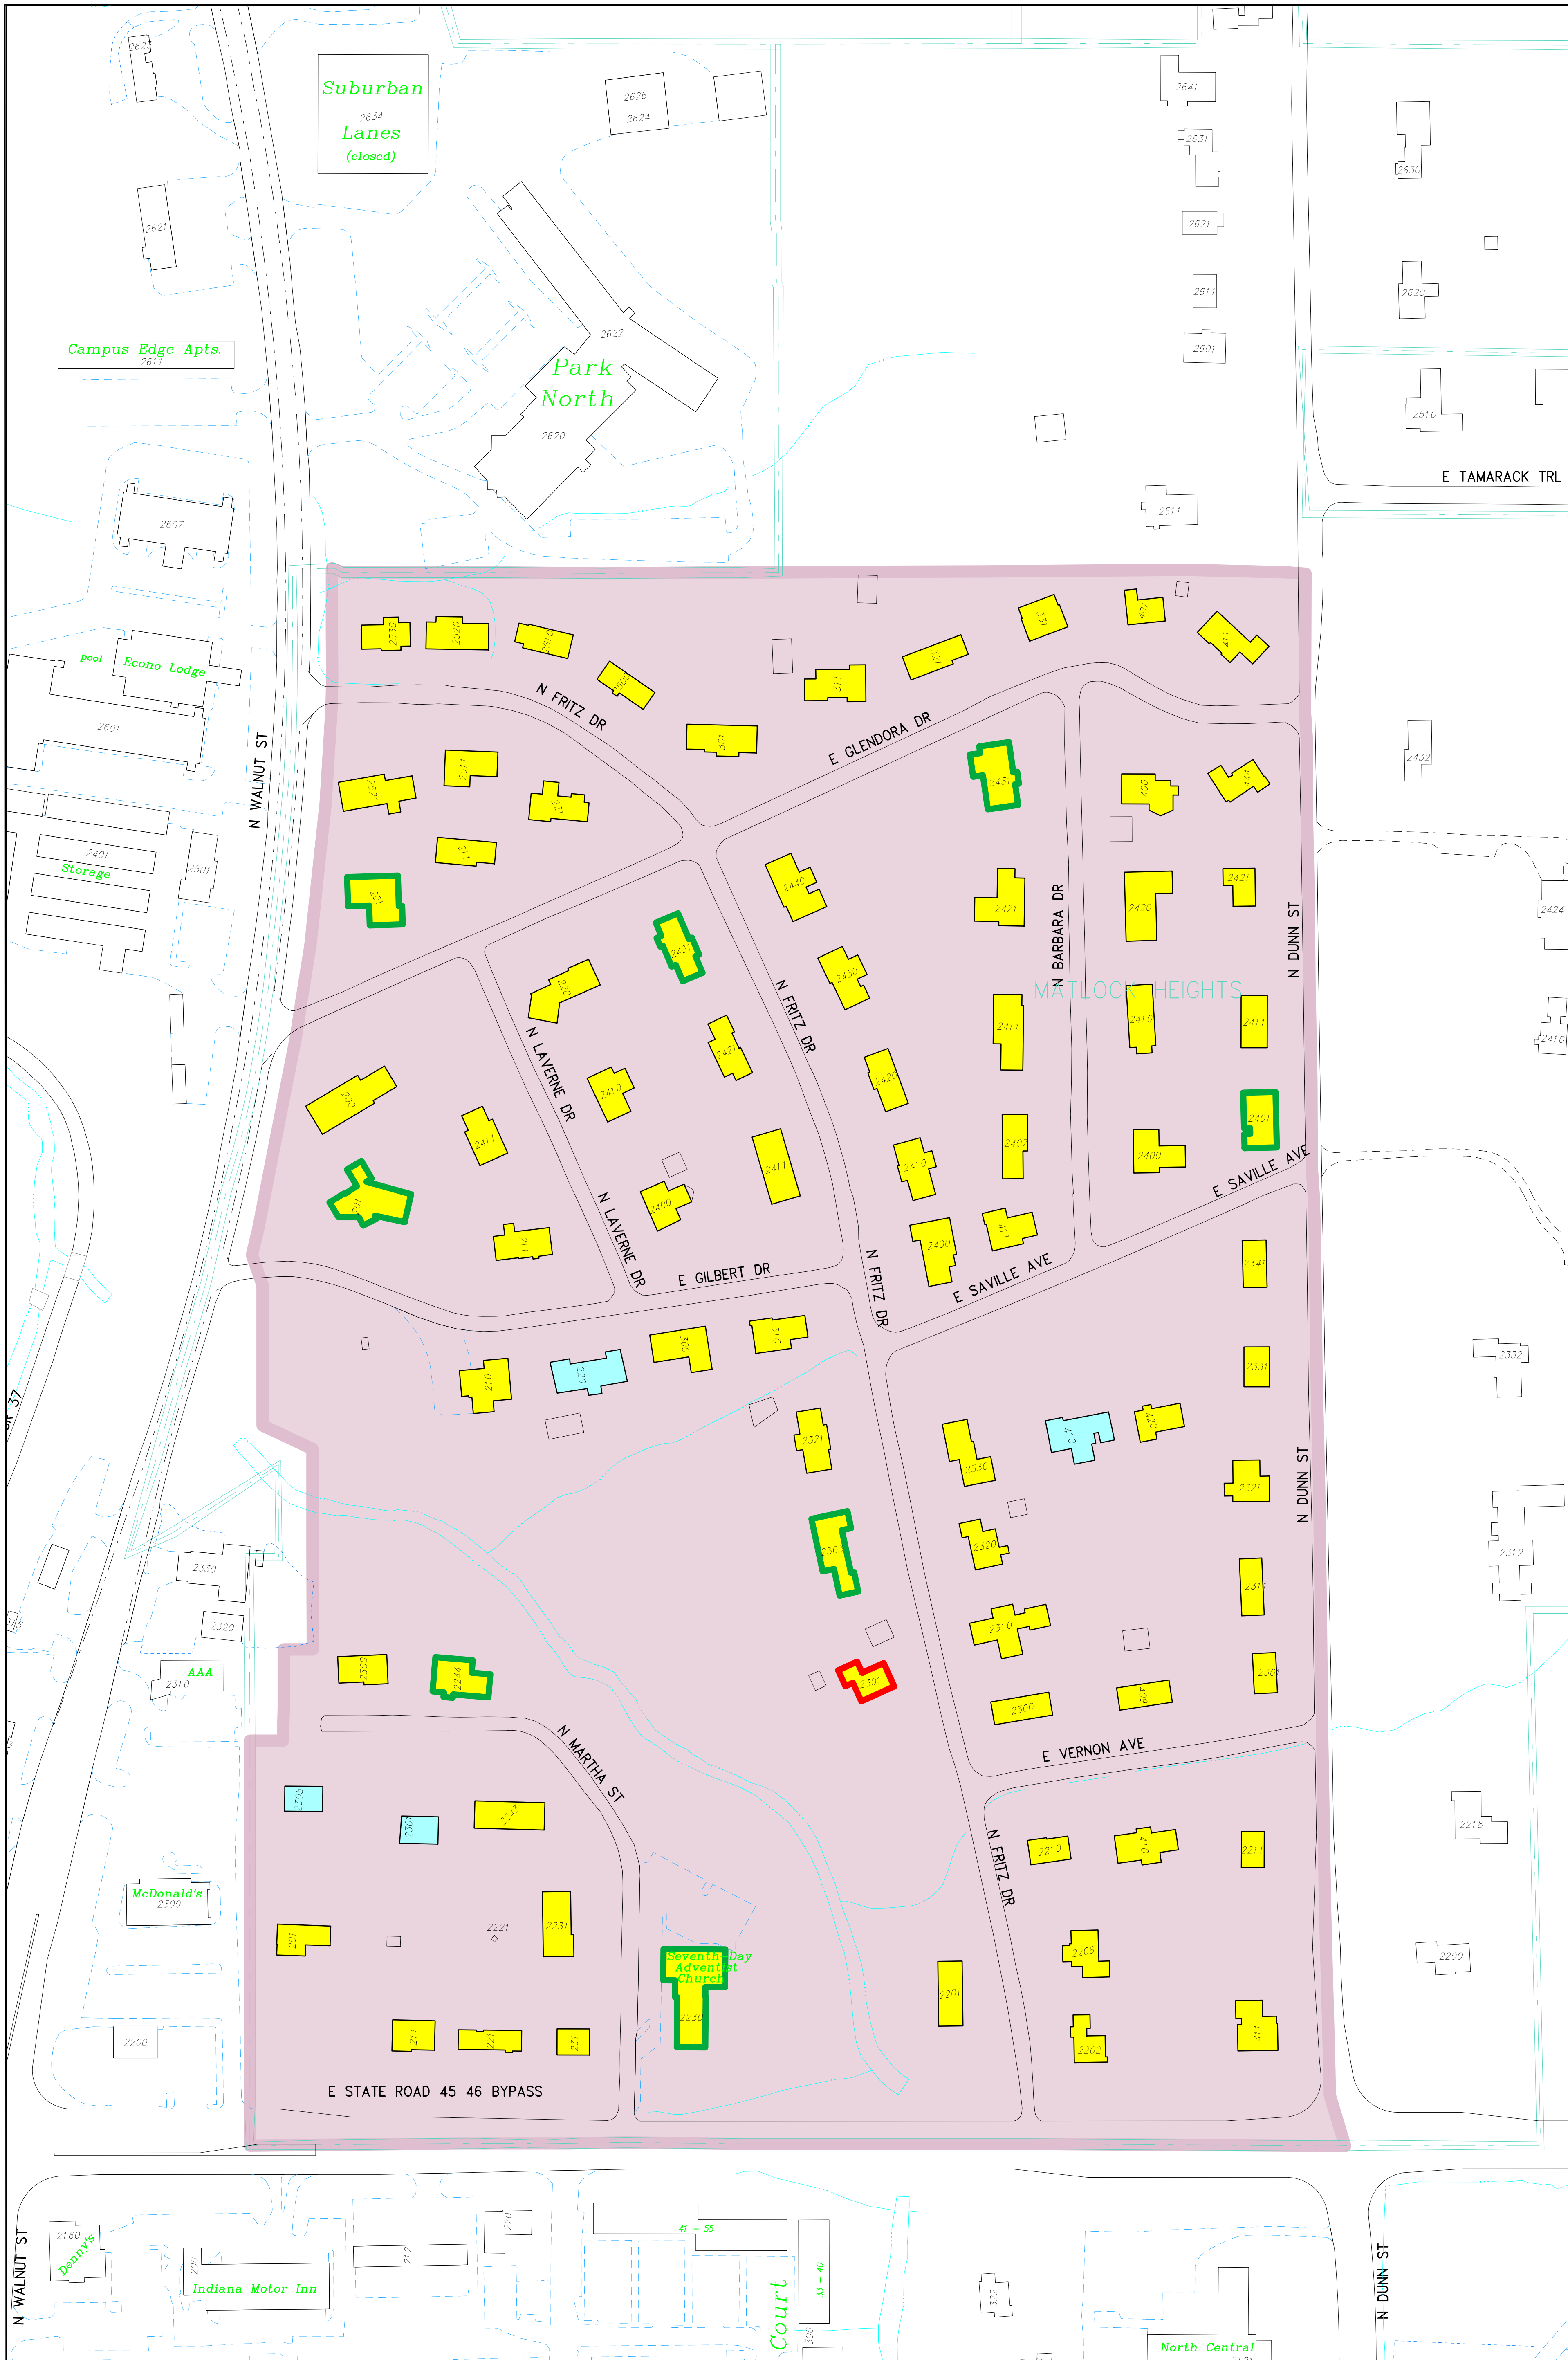 2623
Suburban
2634
Lanes
(closed)
2626
2624
2641
2631
2630
2621
2621
2611
2620
2601
2622
Park
North
2620
Campus Edge Apts.
2611
2510
E TAMARACK TRL
2511
2607
pool
Econo Lodge
2601
N WALNUT ST
2401
Storage
2501
2530
2520
2510
2500
N FRITZ DR
301
311
321
331
401
411
E GLENDORA DR
2521
2511
221
211
201
2431
400
444
2432
2440
2421
N BARBARA DR
2420
2421
N DUNN ST
2424
2431
220
2430
MATLOCK HEIGHTS
N FRITZ DR
2411
2410
2411
2410
N LAVERNE DR
2421
2410
2420
200
2411
2407
2400
2401
2411
2410
E SAVILLE AVE
201
211
N LAVERNE DR
2400
E GILBERT DR
N FRITZ DR
2400
411
E SAVILLE AVE
2341
310
300
220
210
2331
2332
SR 37
2321
2330
410
420
2321
N DUNN ST
2303
2320
2311
2312
2330
2320
2315
AAA
2310
2300
2244
2301
2310
2301
2300
409
E VERNON AVE
N MARTHA ST
2305
2301
2243
N FRITZ DR
2210
410
2211
2218
McDonald's
2300
201
2221
2231
Seventh-Day
Adventist
Church
2230
2206
2201
2200
2200
211
221
231
2202
411
E STATE ROAD 45 46 BYPASS
N WALNUT ST
2160
Denny's
200
Indiana Motor Inn
212
220
41 - 55
33 - 40
Court
300
322
North Central
N DUNN ST